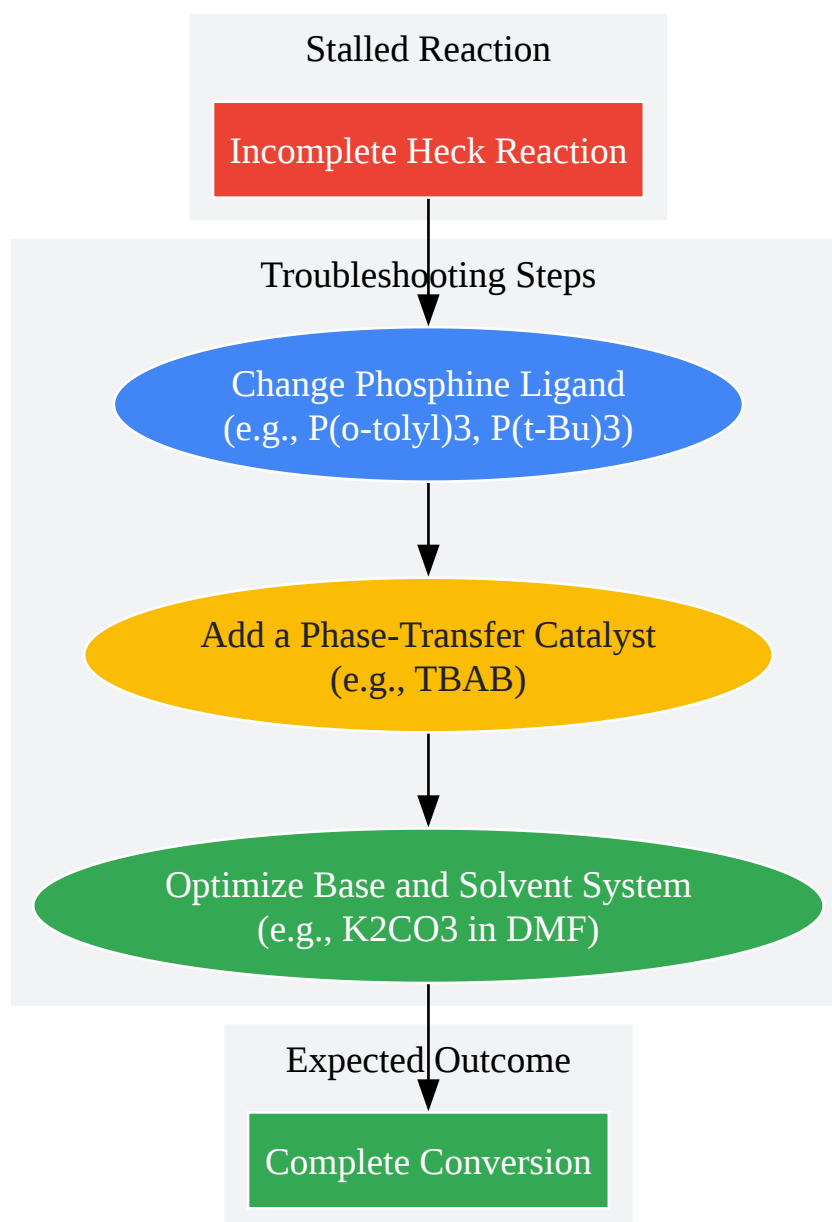 Stalled Reaction
Incomplete Heck Reaction
Troubleshooting Steps
Change Phosphine Ligand
(e.g., P(o-tolyl)3, P(t-Bu)3)
Add a Phase-Transfer Catalyst
(e.g., TBAB)
Optimize Base and Solvent System
(e.g., K2CO3 in DMF)
Expected Outcome
Complete Conversion